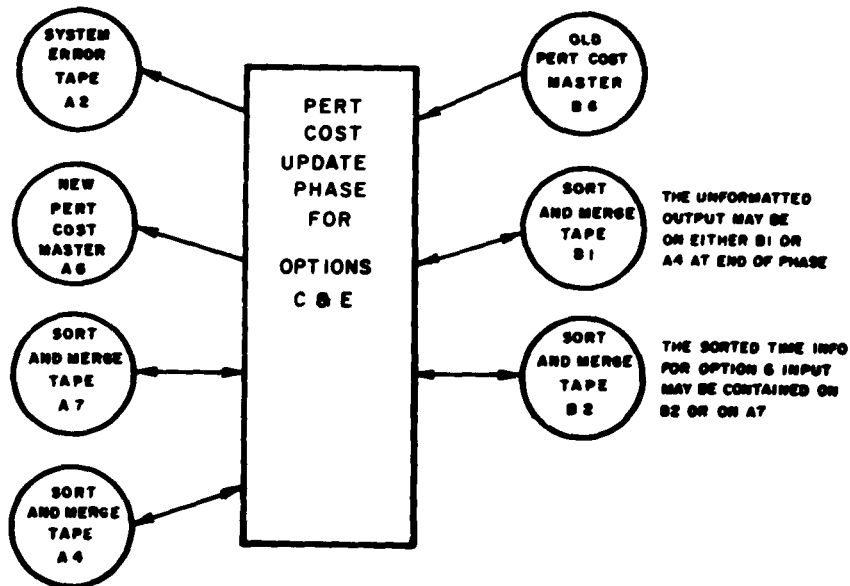 SYSTEM
ERROR
TAPE
A2
NEW
PERT
COST
MASTER
A6
SORT
AND MERGE
TAPE
A7
SORT
AND MERGE
TAPE
A4
PERT
COST
UPDATE
PHASE
FOR
OPTIONS
C & E
OLD
PERT COST
MASTER
B6
SORT
AND MERGE
TAPE
B1
THE UNFORMATTED
OUTPUT MAY BE
ON EITHER B1 OR
A4 AT END OF PHASE
SORT
AND MERGE
TAPE
B2
THE SORTED TIME INFO
FOR OPTION 6 INPUT
MAY BE CONTAINED ON
B2 OR ON A7